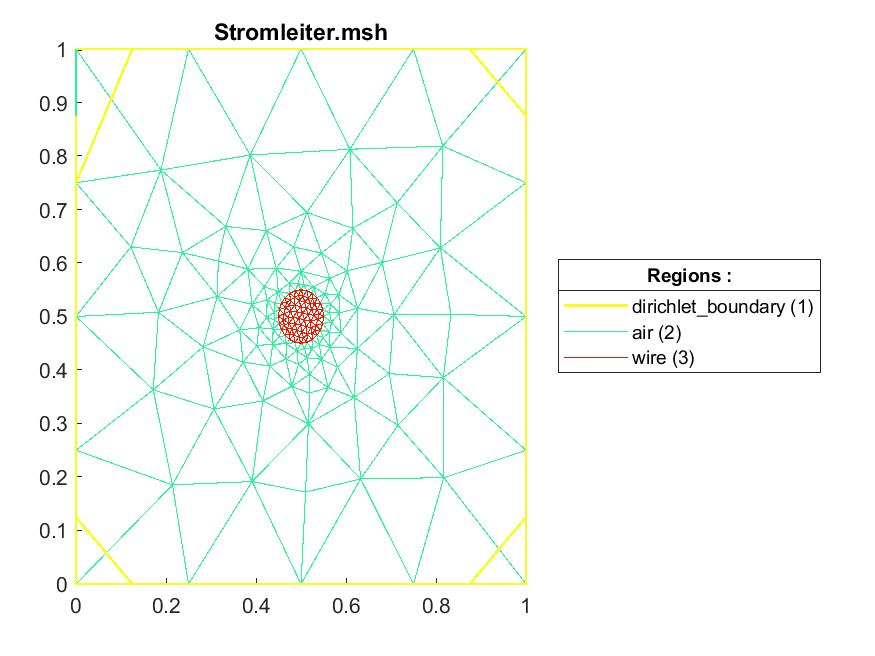 Stromleiter.msh
1
0.9
0.8
0.7
0.6
0.5
0.4
0.3
0.2
0.1
0
0 0.2 0.4 0.6 0.8 1
Regions :
dirichlet_boundary (1)
air (2)
wire (3)